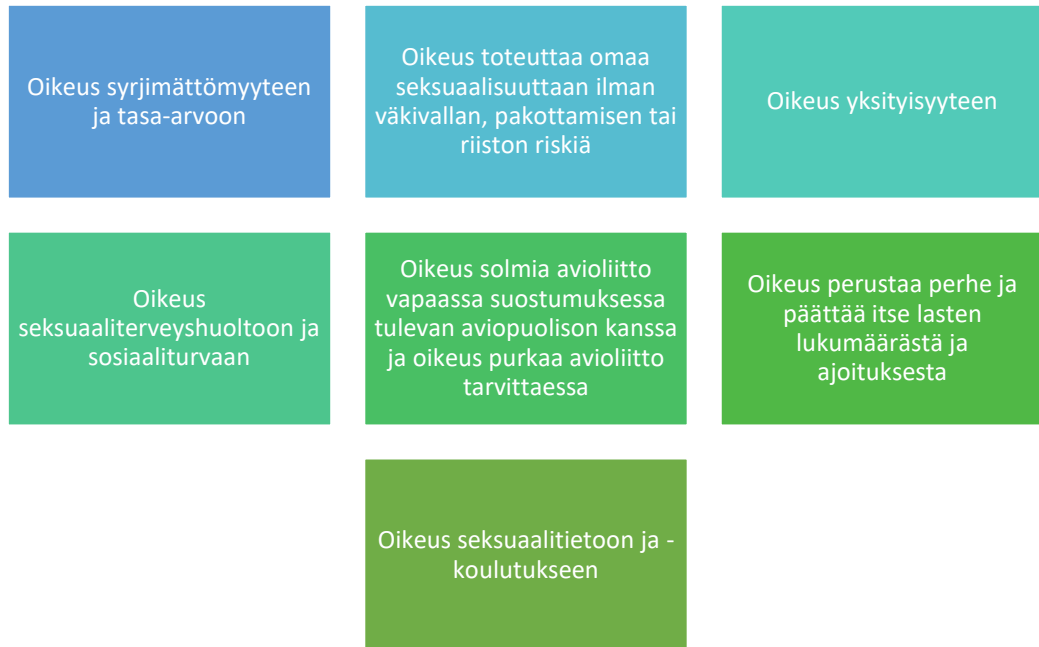 Oikeus syrjimättömyyteen
ja tasa-arvoon
Oikeus toteuttaa omaa
seksuaalisuuttaan ilman
väkivallan, pakottamisen tai
riiston riskiä
Oikeus yksityisyyteen
Oikeus
seksuaaliterveyshuoltoon ja
sosiaaliturvaan
Oikeus solmia avioliitto
vapaassa suostumuksessa
tulevan aviopuolison kanssa
ja oikeus purkaa avioliitto
tarvittaessa
Oikeus perustaa perhe ja
päättää itse lasten
lukumäärästä ja
ajoituksesta
Oikeus seksuaalitietoon ja -
koulutukseen